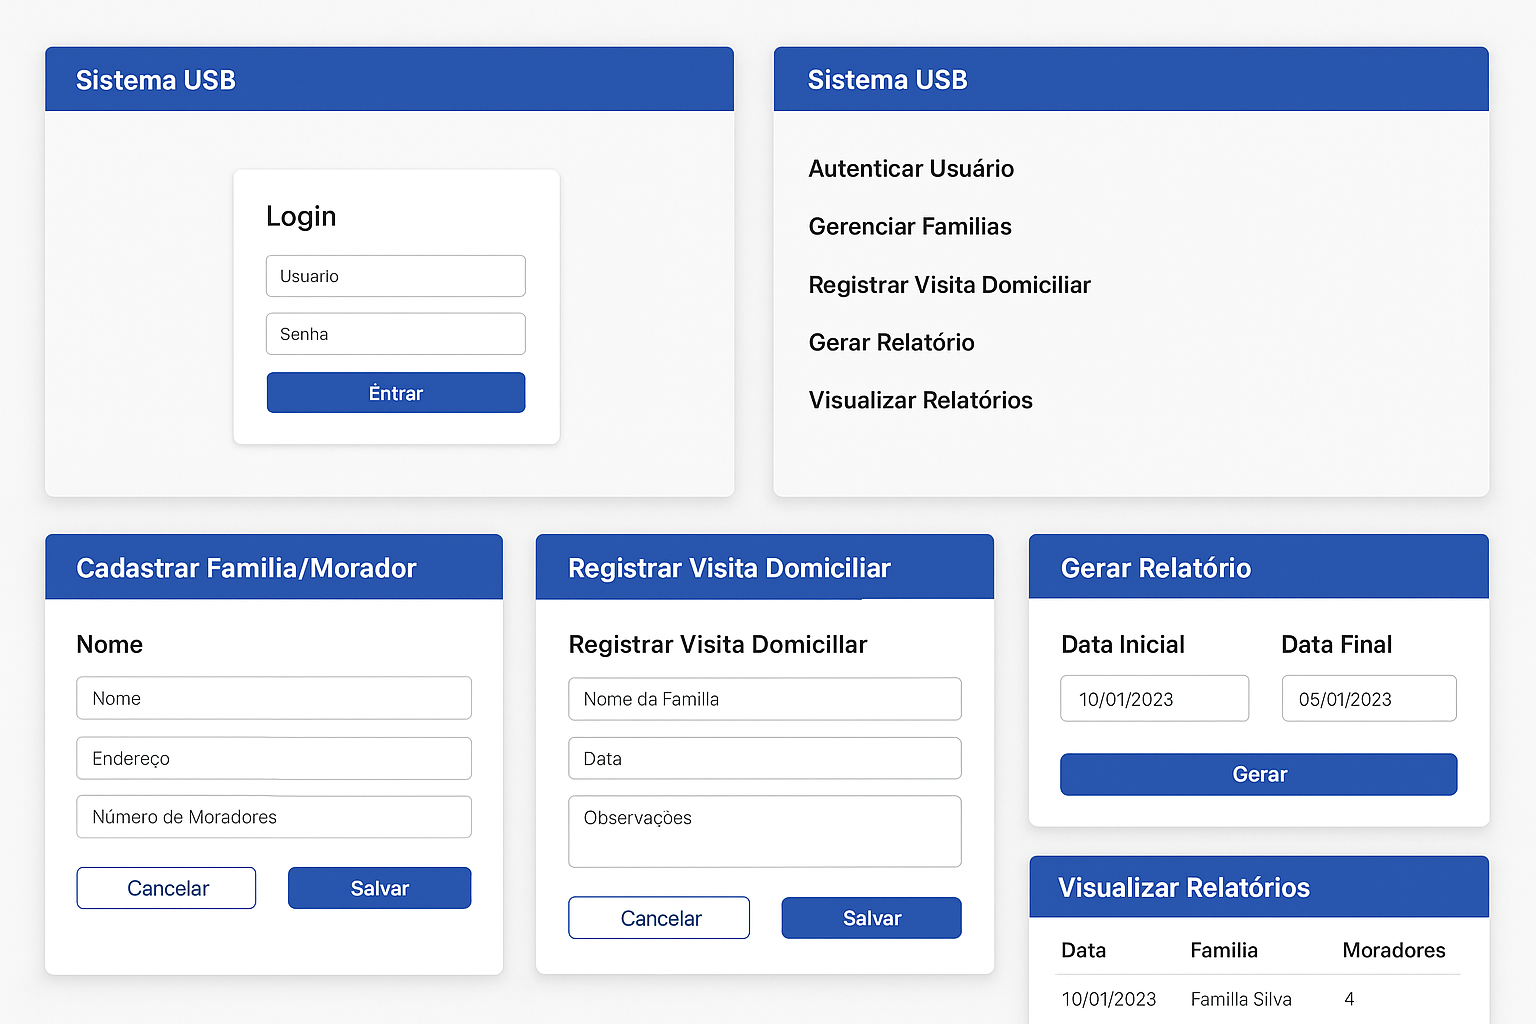 Sistema USB
Login
Usuarlo
Senha
Éntrar
Sistema USB
Autenticar Usuário
Gerenciar Familias
Registrar Visita Domiciliar
Gerar Relatório
Visualizar Relatórios
Cadastrar Familia/Morador
Nome
Nome
Endereço
Número de Moradores
Cancelar Salvar
Registrar Visita Domiciliar
Registrar Visita Domicillar
Nome da Familla
Data
Observações
Cancelar Salvar
Gerar Relatório
Data Inicial Data Final
10/01/2023 05/01/2023
Gerar
Visualizar Relatórios
Data Familia Moradores
10/01/2023 Familla Silva 4